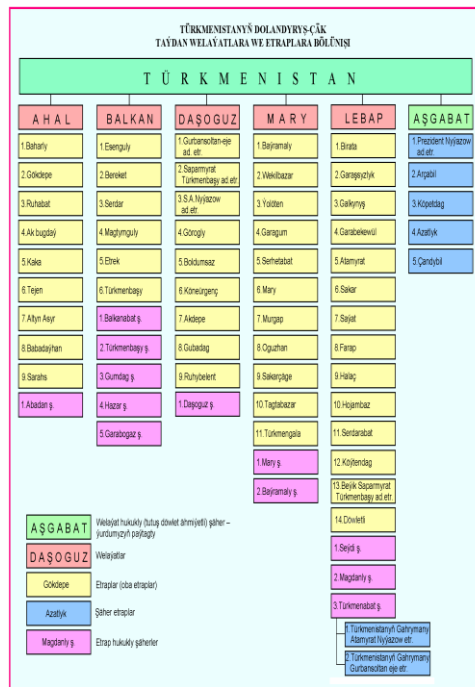 TÜRKMENISTANYŇ DOLANDYRYŞ-ÇÄK
TAÝDAN WELAÝATLARA WE ETRAPLARA BÖLÜNIŞI
TÜRKMENISTAN
AHAL
1.Baharly
2.Gökdepe
3.Ruhabat
4.Ak bugdaý
5.Kaka
6.Tejen
7.Altyn Asyr
8.Babadaýhan
9.Sarahs
1.Abadan ş.
BALKAN
1.Esenguly
2.Bereket
3.Serdar
4.Magtymguly
5.Etrek
6.Türkmenbaşy
1.Balkanabat ş.
2.Türkmenbaşy ş.
3.Gumdag ş.
4.Hazar ş.
5.Garabogaz ş.
DAŞOGUZ
1.Gurbansoltan-eje
ad. etr.
2.Saparmyrat
Türkmenbaşy ad.etr.
3.S.A.Nyýazow
ad.etr.
4.Görogly
5.Boldumsaz
6.Köneürgenç
7.Akdepe
8.Gubadag
9.Ruhybelent
1.Daşoguz ş.
MARY
1.Baýramaly
2.Wekilbazar
3.Ýolöten
4.Garagum
5.Serhetabat
6.Mary
7.Murgap
8.Oguzhan
9.Sakarçäge
10.Tagtabazar
11.Türkmengala
1.Mary ş.
2.Baýramaly ş.
LEBAP
1.Birata
2.Garaşsyzlyk
3.Galkynyş
4.Garabekewül
5.Atamyrat
6.Sakar
7.Saýat
8.Farap
9.Halaç
10.Hojambaz
11.Serdarabat
12.Köýtendag
13.Beýik Saparmyrat
Türkmenbaşy ad.etr.
14.Döwletli
1.Seýdi ş.
2.Magdanly ş.
3.Türkmenabat ş.
1.Türkmenistanyň Gahrymany
Atamyrat Nyýazow etr.
2.Türkmenistanyň Gahrymany
Gurbansoltan eje etr.
AŞGABAT
1.Prezident Nyýazow
ad. etr.
2.Arçabil
3.Köpetdag
4.Azatlyk
5.Çandybil
AŞGABAT
Welaýat hukukly (tutuş döwlet ähmiýetli) şäher –
ýurdumyzyň paýtagty
DAŞOGUZ
Welaýatlar
Gökdepe
Etraplar (oba etraplar)
Azatlyk
Şäher etraplar
Magdanly ş.
Etrap hukukly şäherler